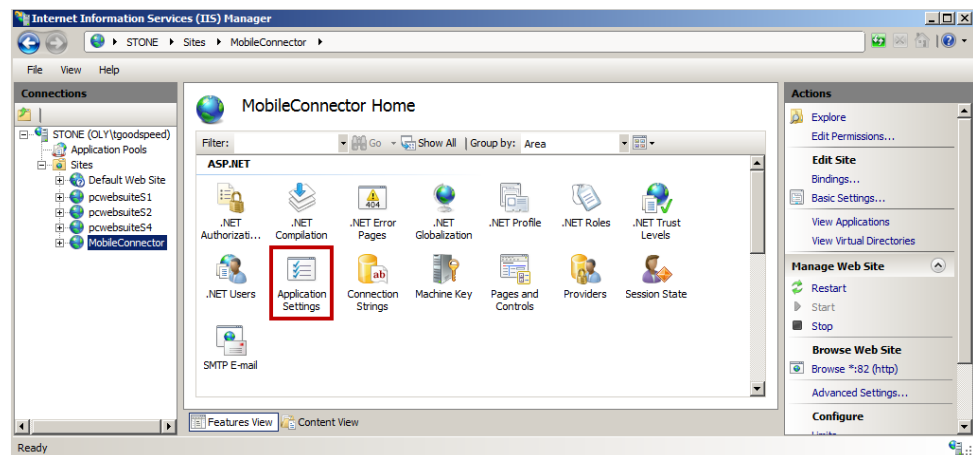 Internet Information Services (IIS) Manager
STONE Sites MobileConnector
File View Help
Connections
STONE (OLY\tgoodspeed)
Application Pools
Sites
Default Web Site
pcwebsuiteS1
pcwebsuiteS2
pcwebsuiteS4
MobileConnector
MobileConnector Home
Filter: Go Show All Group by: Area
ASP.NET
.NET Authorizati...
.NET Compilation
404
.NET Error Pages
.NET Globalization
.NET Profile
.NET Roles
.NET Trust Levels
.NET Users
Application Settings
ab
Connection Strings
Machine Key
Pages and Controls
Providers
Session State
SMTP E-mail
Features View Content View
Actions
Explore
Edit Permissions...
Edit Site
Bindings...
Basic Settings...
View Applications
View Virtual Directories
Manage Web Site
Restart
Start
Stop
Browse Web Site
Browse *:82 (http)
Advanced Settings...
Configure
Ready